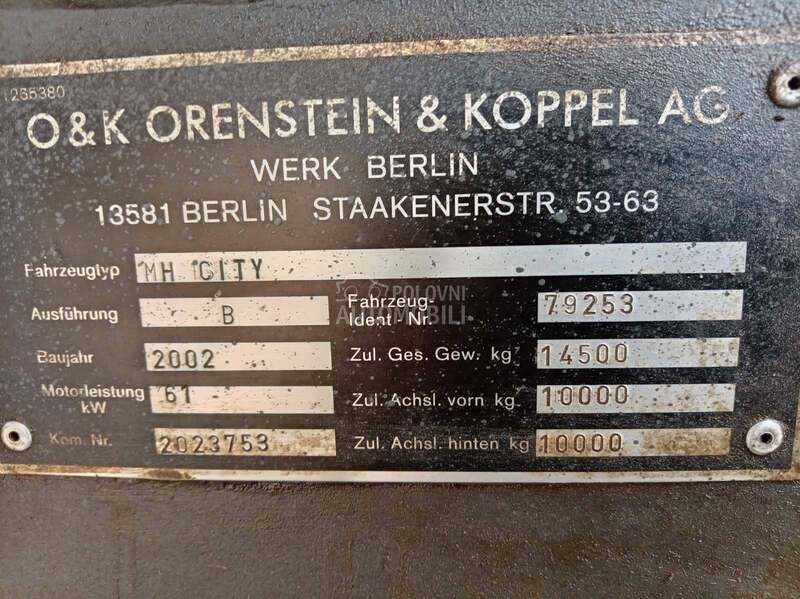 1265380
O&K ORENSTEIN & KOPPEL AG
WERK BERLIN
13581 BERLIN STAAKENERSTR. 53-63
Fahrzeugtyp MH CITY
POLOVNI
AUTOMOBILI
Ausführung B Fahrzeug-Ident. Nr. 79253
Baujahr 2002 Zul. Ges. Gew. kg 14500
Motorleistung kW 61 Zul. Achsl. vorn kg 10000
Kom. Nr. 2023753 Zul. Achsl. hinten kg 10000